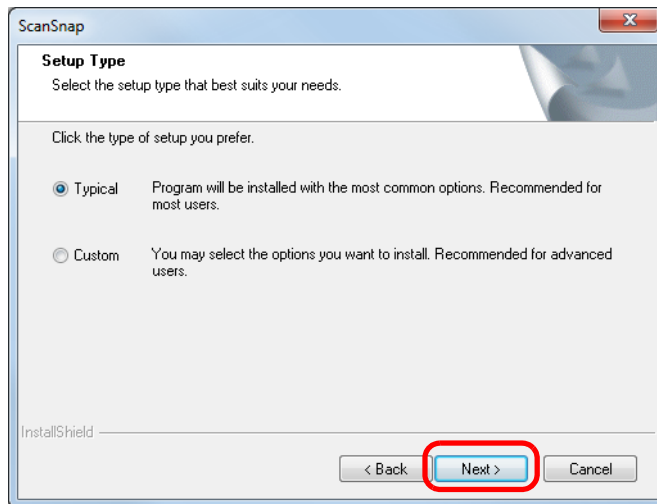 ScanSnap
Setup Type
Select the setup type that best suits your needs.
Click the type of setup you prefer.
Typical Program will be installed with the most common options. Recommended for
most users.
Custom You may select the options you want to install. Recommended for advanced
users.
InstallShield
< Back Next > Cancel